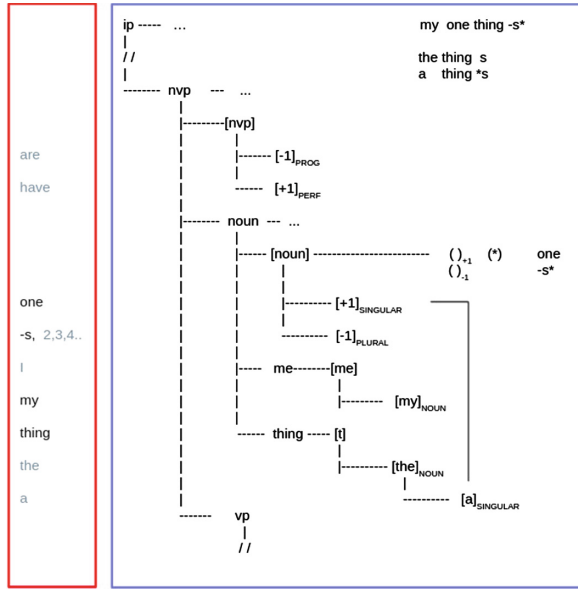 ip ----- ... my one thing -s*
/ / the thing s
a thing *s
-------- nvp --- ...
---------[nvp]
are ------- [-1]PROG
have ------ [+1]PERF
-------- noun --- ...
----- [noun] ------------------------- ( )+1 (*) one
( )-1 -s*
one ---------- [+1]SINGULAR
-s, 2,3,4.. ---------- [-1]PLURAL
I ----- me--------[me]
my --------- [my]NOUN
thing ------ thing ----- [t]
the ---------- [the]NOUN
a ---------- [a]SINGULAR
------- vp
/ /